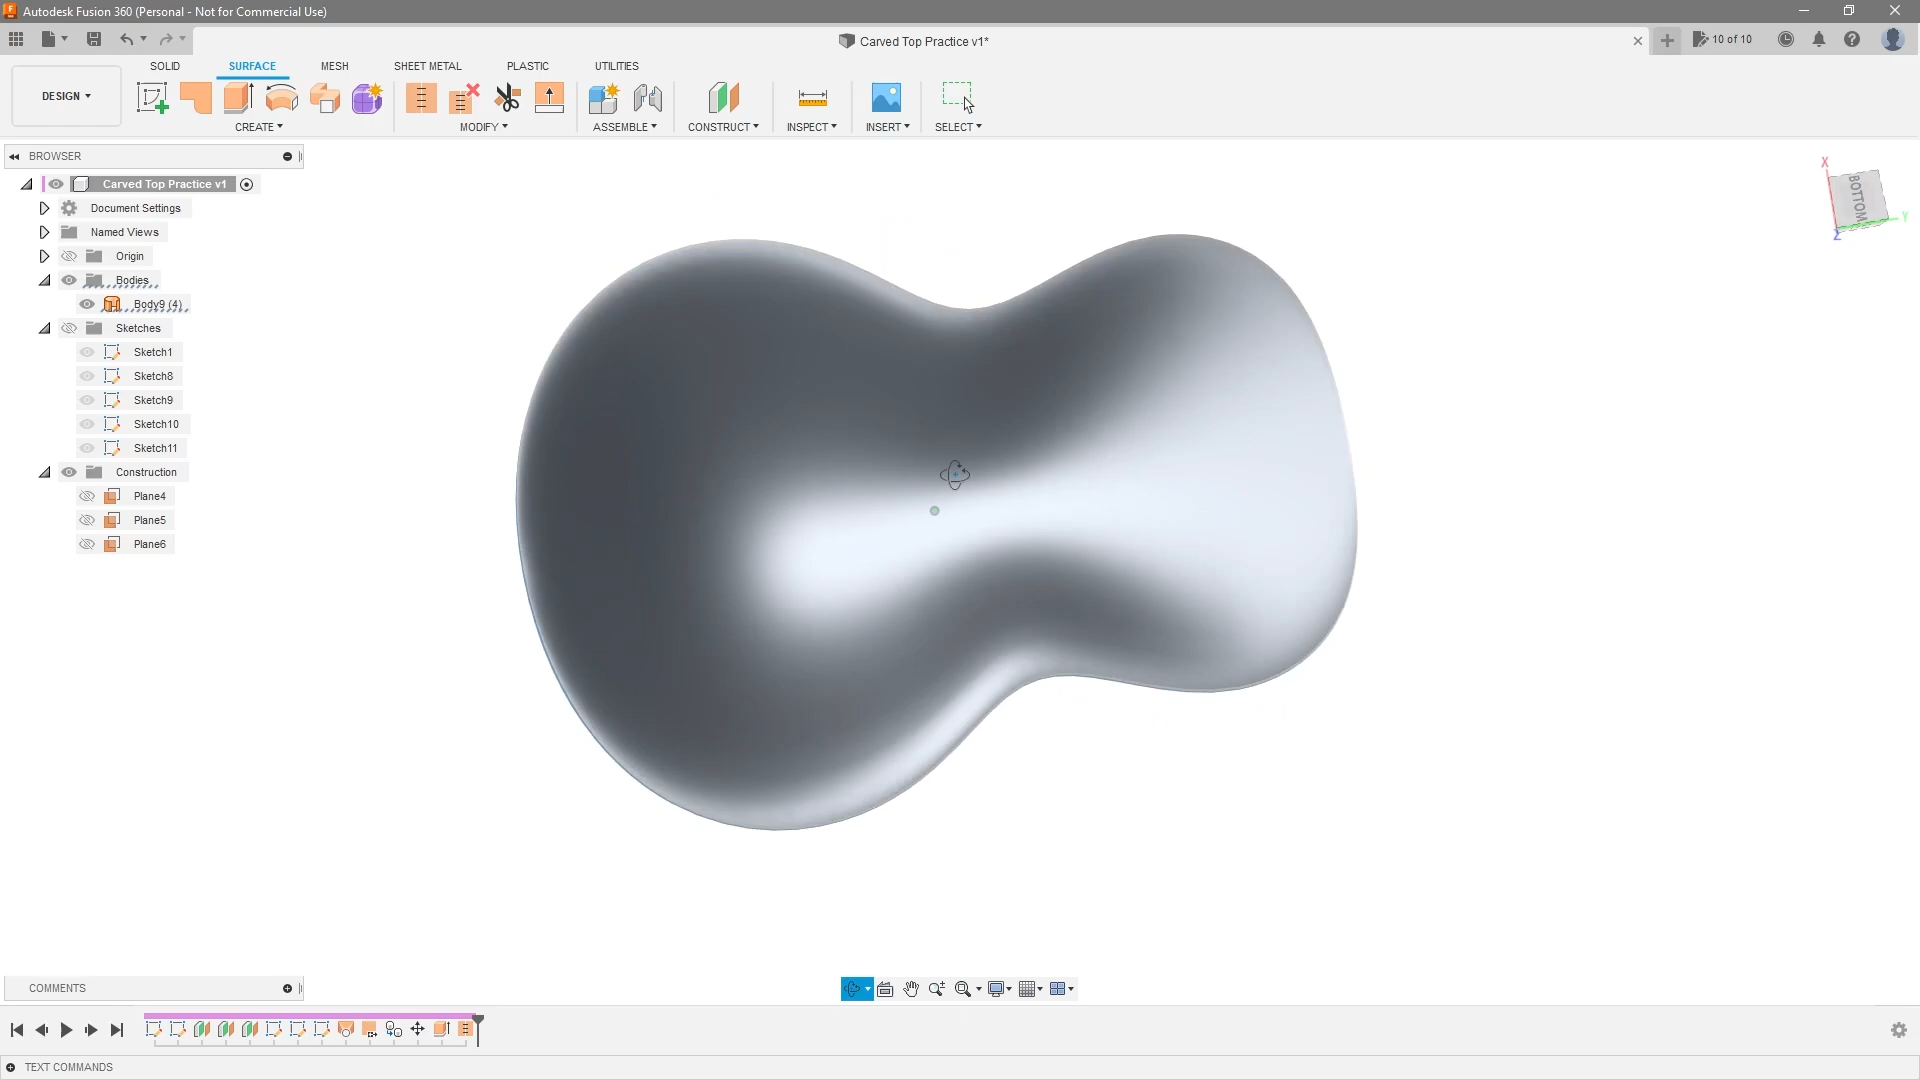 Autodesk Fusion 360 (Personal - Not for Commercial Use)
Carved Top Practice v1*
10 of 10
DESIGN
SOLID SURFACE MESH SHEET METAL PLASTIC UTILITIES
CREATE MODIFY ASSEMBLE CONSTRUCT INSPECT INSERT SELECT
BROWSER
Carved Top Practice v1
Document Settings
Named Views
Origin
Bodies
Body9 (4)
Sketches
Sketch1
Sketch8
Sketch9
Sketch10
Sketch11
Construction
Plane4
Plane5
Plane6
X
BOTTOM
Y
Z
COMMENTS
TEXT COMMANDS